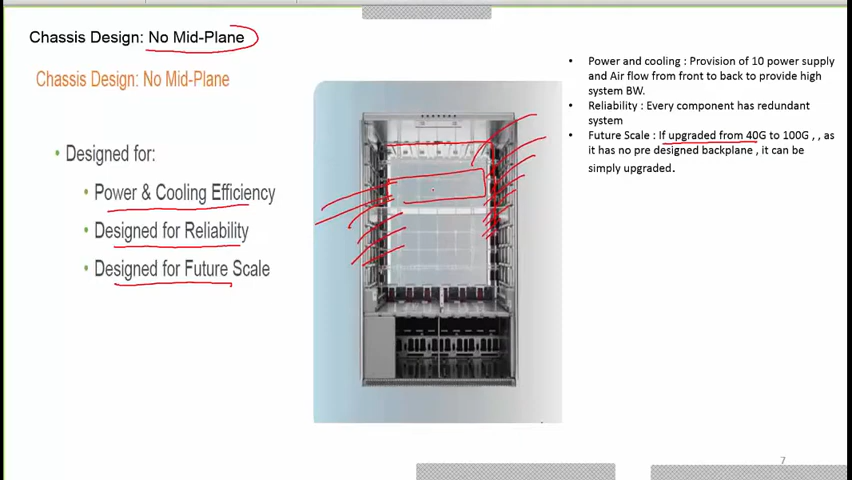 Chassis Design: No Mid-Plane
Chassis Design: No Mid-Plane
• Designed for:
• Power & Cooling Efficiency
• Designed for Reliability
• Designed for Future Scale
• Power and cooling : Provision of 10 power supply
and Air flow from front to back to provide high
system BW.
• Reliability : Every component has redundant
system
• Future Scale : If upgraded from 40G to 100G , , as
it has no pre designed backplane , it can be
simply upgraded.
7